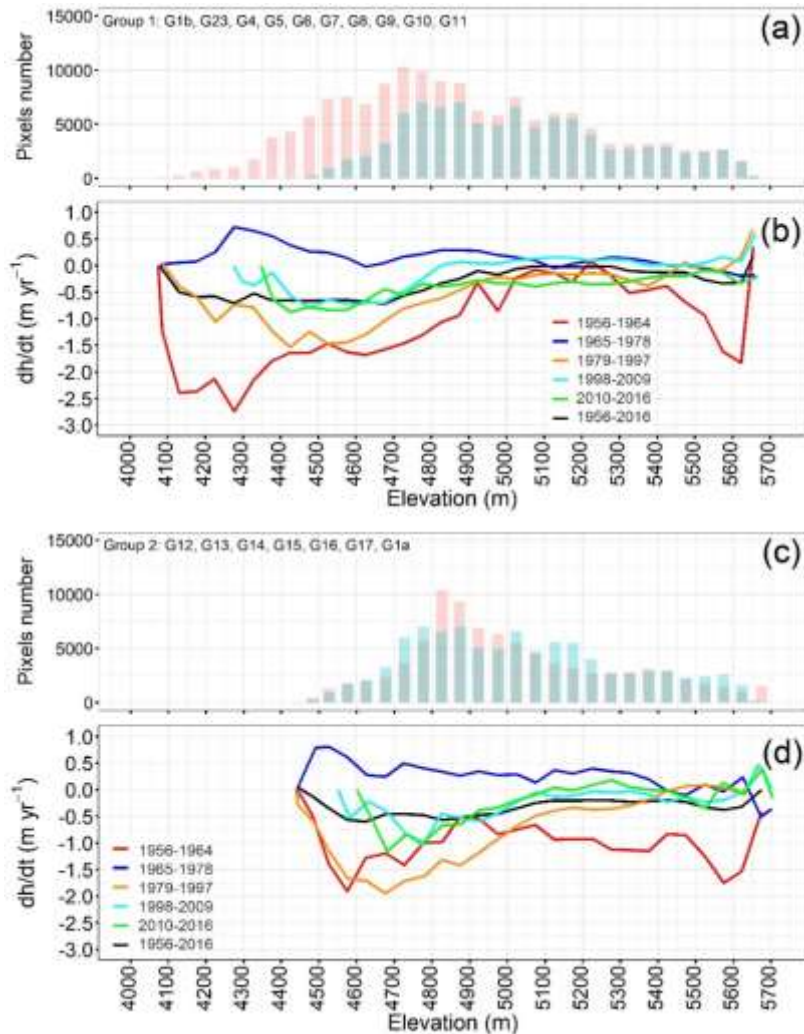 Group 1: G1b, G23, G4, G5, G6, G7, G8, G9, G10, G11
(a)
Pixels number
15000
10000
5000
0
(b)
dh/dt (m yr⁻¹)
1.0
0.5
0.0
-0.5
-1.0
-1.5
-2.0
-2.5
-3.0
1956-1964
1965-1978
1979-1997
1998-2009
2010-2016
1956-2016
4000 4100 4200 4300 4400 4500 4600 4700 4800 4900 5000 5100 5200 5300 5400 5500 5600 5700
Elevation (m)
Group 2: G12, G13, G14, G15, G16, G17, G1a
(c)
Pixels number
15000
10000
5000
0
(d)
dh/dt (m yr⁻¹)
1.0
0.5
0.0
-0.5
-1.0
-1.5
-2.0
-2.5
-3.0
1956-1964
1965-1978
1979-1997
1998-2009
2010-2016
1956-2016
4000 4100 4200 4300 4400 4500 4600 4700 4800 4900 5000 5100 5200 5300 5400 5500 5600 5700
Elevation (m)